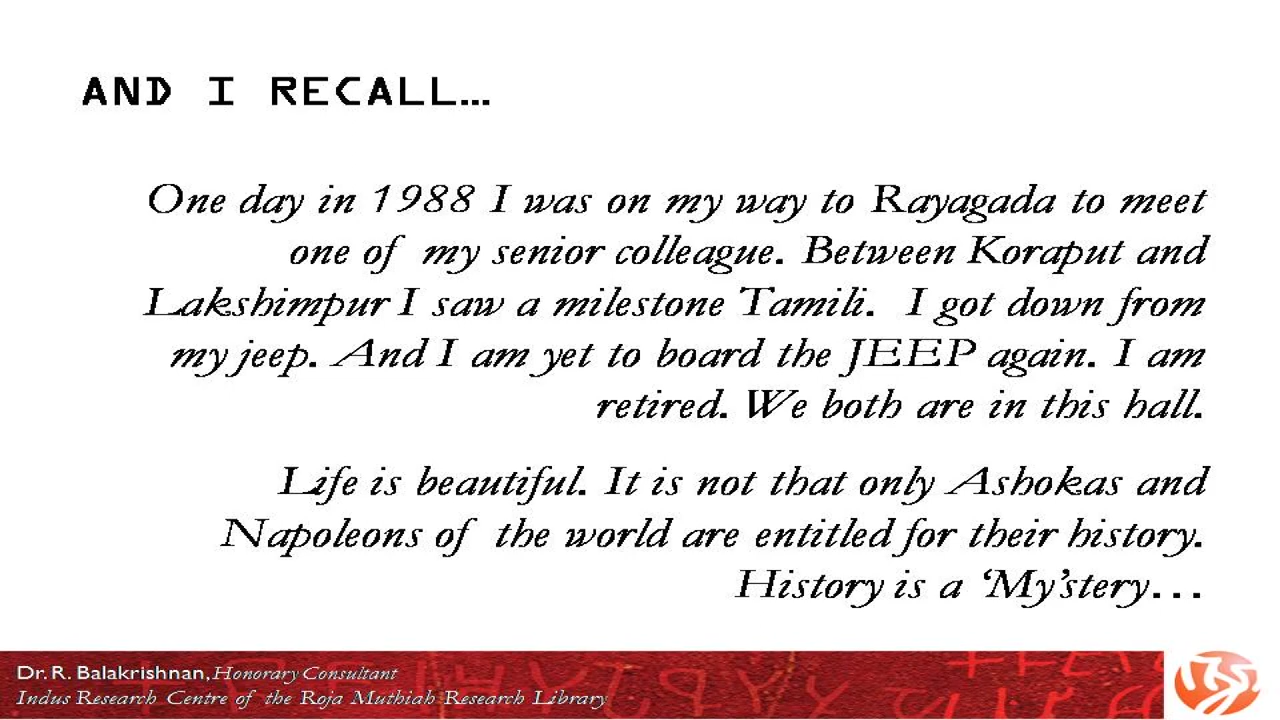 AND I RECALL…
One day in 1988 I was on my way to Rayagada to meet
one of my senior colleague. Between Koraput and
Lakshimpur I saw a milestone Tamili. I got down from
my jeep. And I am yet to board the JEEP again. I am
retired. We both are in this hall.
Life is beautiful. It is not that only Ashokas and
Napoleons of the world are entitled for their history.
History is a ‘My’stery…
Dr. R. Balakrishnan, Honorary Consultant
Indus Research Centre of the Roja Muthiah Research Library